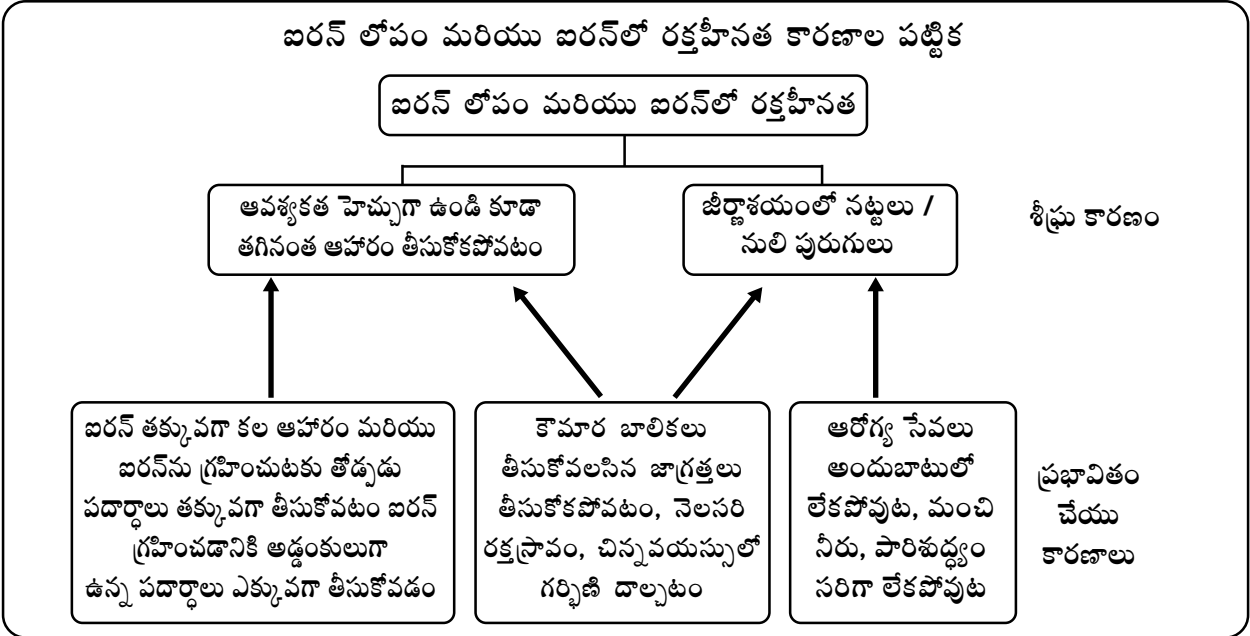 ఐరన్ లోపం మరియు ఐరన్‌లో రక్తహీనత కారణాల పట్టిక
ఐరన్ లోపం మరియు ఐరన్‌లో రక్తహీనత
ఆవశ్యకత హెచ్చుగా ఉండి కూడా
తగినంత ఆహారం తీసుకోకపోవటం
జీర్ణాశయంలో నట్టలు /
నులి పురుగులు
శీఘ్ర కారణం
ఐరన్ తక్కువగా కల ఆహారం మరియు
ఐరన్‌ను గ్రహించుటకు తోడ్పడు
పదార్థాలు తక్కువగా తీసుకోవటం ఐరన్
గ్రహించడానికి అడ్డంకులుగా
ఉన్న పదార్థాలు ఎక్కువగా తీసుకోవడం
కౌమార బాలికలు
తీసుకోవలసిన జాగ్రత్తలు
తీసుకోకపోవటం, నెలసరి
రక్తస్రావం, చిన్నవయస్సులో
గర్భిణి దాల్చటం
ఆరోగ్య సేవలు
అందుబాటులో
లేకపోవుట, మంచి
నీరు, పారిశుద్ధ్యం
సరిగా లేకపోవుట
ప్రభావితం
చేయు
కారణాలు